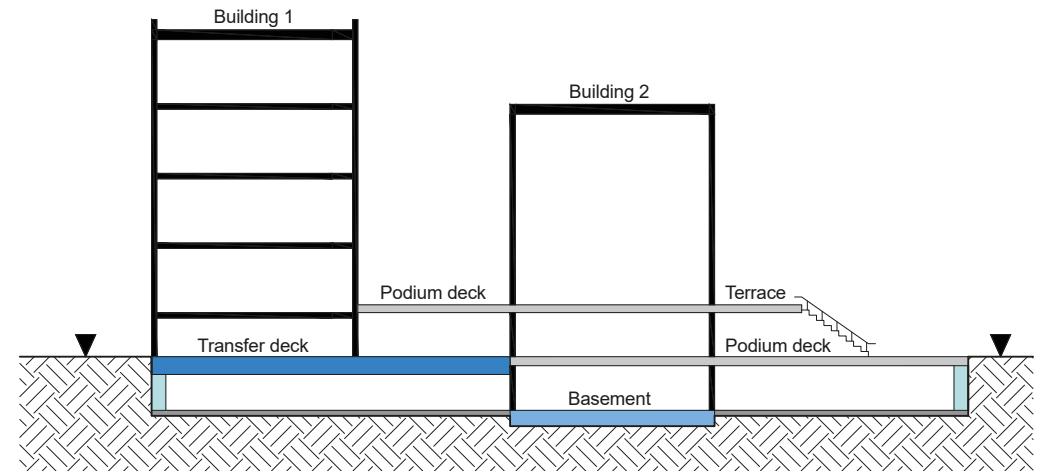 Building 1
Building 2
Podium deck
Terrace
Transfer deck
Podium deck
Basement